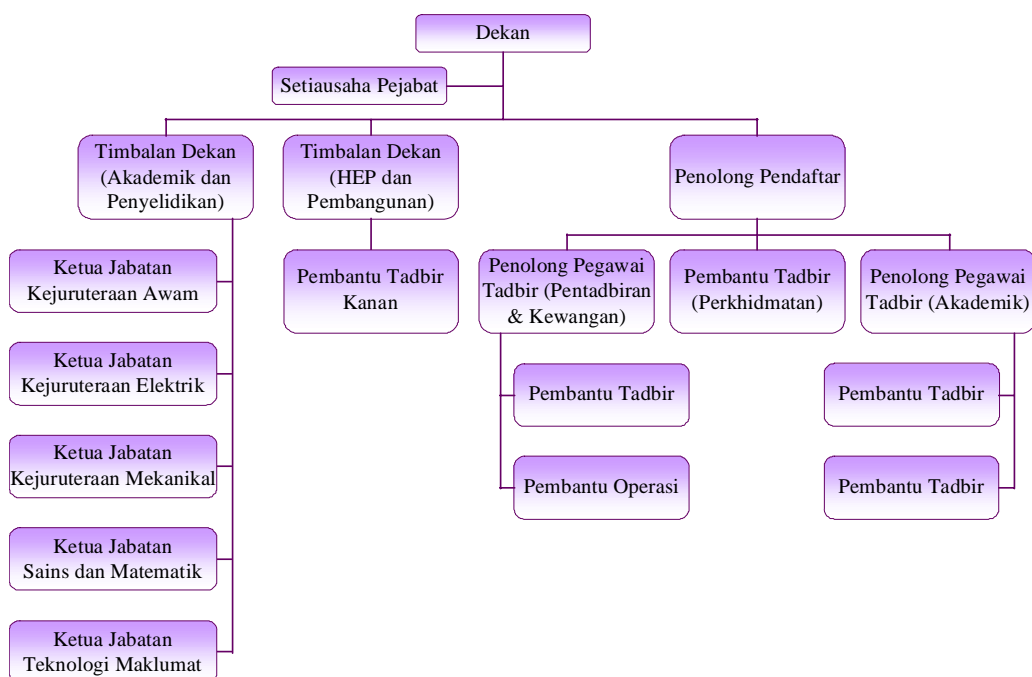 Dekan
Setiausaha Pejabat
Timbalan Dekan
(Akademik dan
Penyelidikan)
Timbalan Dekan
(HEP dan
Pembangunan)
Penolong Pendaftar
Ketua Jabatan
Kejuruteraan Awam
Ketua Jabatan
Kejuruteraan Elektrik
Ketua Jabatan
Kejuruteraan Mekanikal
Ketua Jabatan
Sains dan Matematik
Ketua Jabatan
Teknologi Maklumat
Pembantu Tadbir
Kanan
Penolong Pegawai
Tadbir (Pentadbiran
& Kewangan)
Pembantu Tadbir
(Perkhidmatan)
Penolong Pegawai
Tadbir (Akademik)
Pembantu Tadbir
Pembantu Operasi
Pembantu Tadbir
Pembantu Tadbir